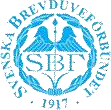 SVENSKA BREVDUVEFÖRBUNDET
SBF
· 1917 ·